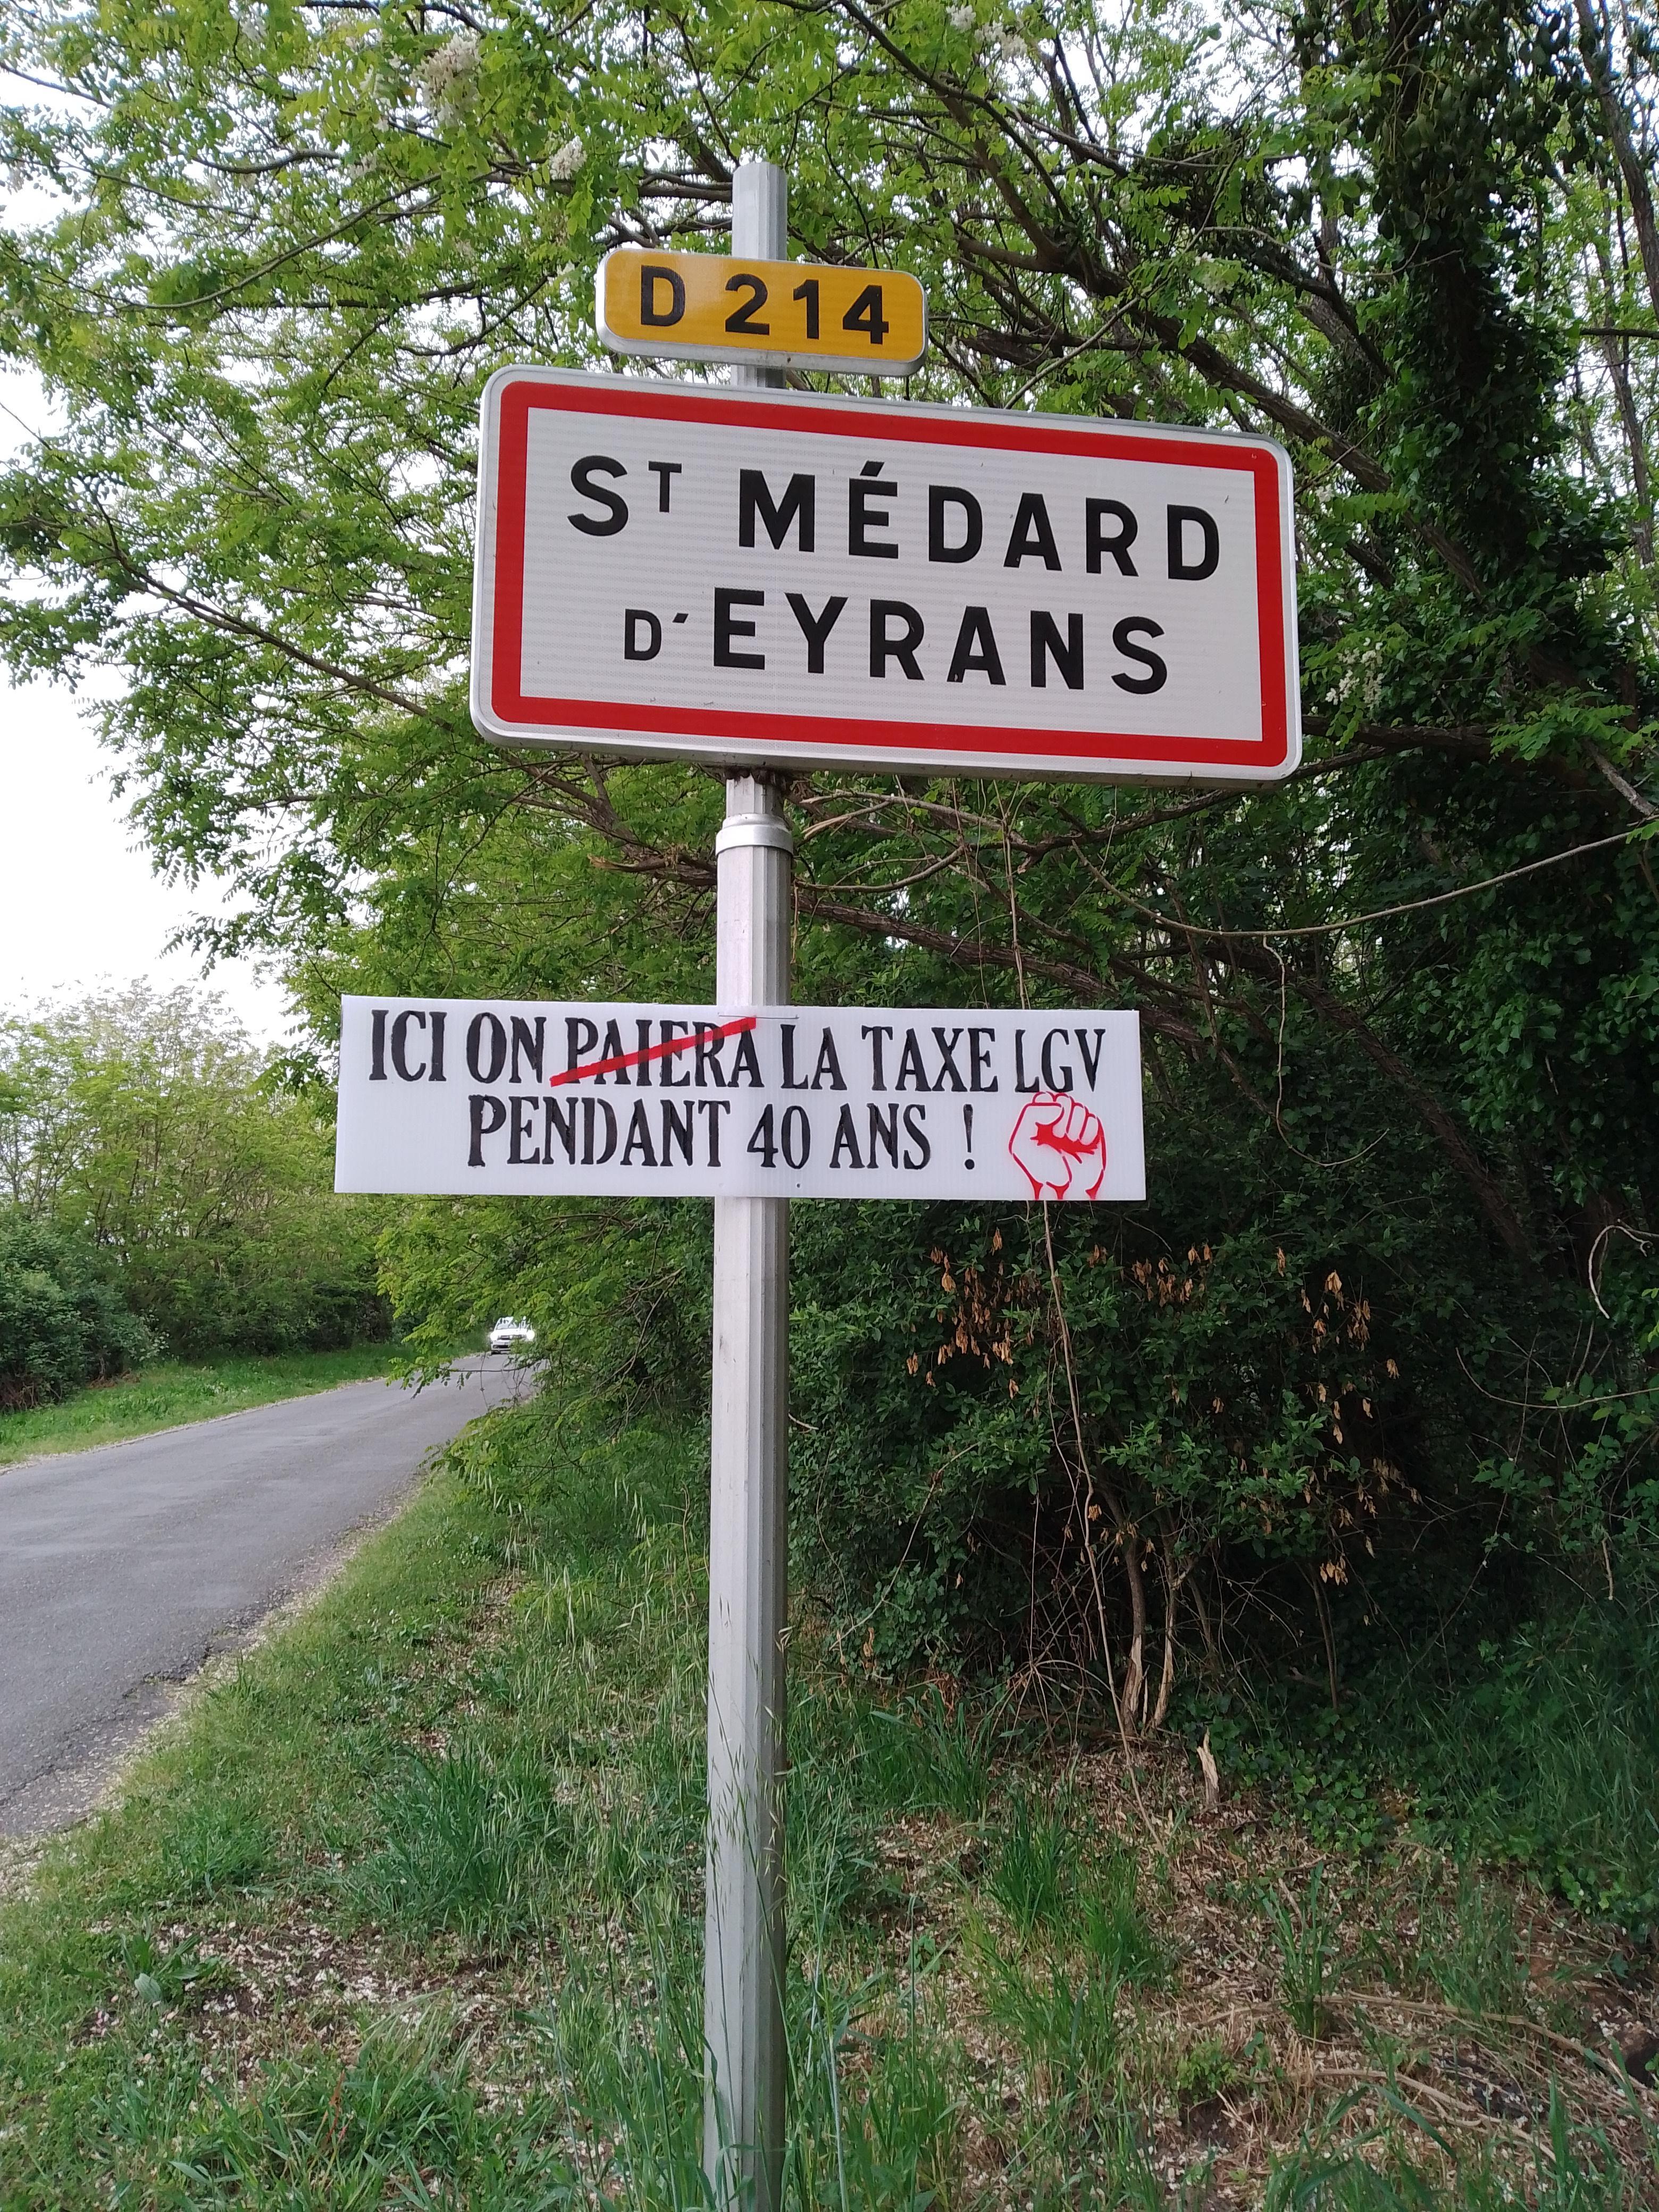 D 214
ST MÉDARD
D'EYRANS
ICI ON PAIERA LA TAXE LGV
PENDANT 40 ANS !